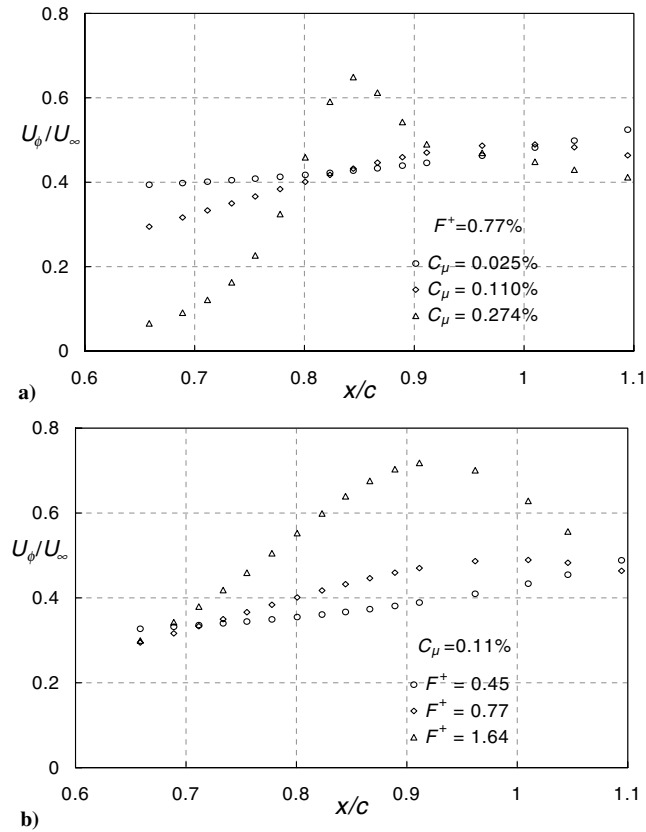 0.8
0.6
U_ϕ/U_∞
0.4
0.2
0
F⁺=0.77%
C_μ = 0.025%
C_μ = 0.110%
C_μ = 0.274%
0.6 0.7 0.8 0.9 1 1.1
a) x/c
0.8
0.6
U_ϕ/U_∞
0.4
0.2
0
C_μ=0.11%
F⁺ = 0.45
F⁺ = 0.77
F⁺ = 1.64
0.6 0.7 0.8 0.9 1 1.1
b) x/c